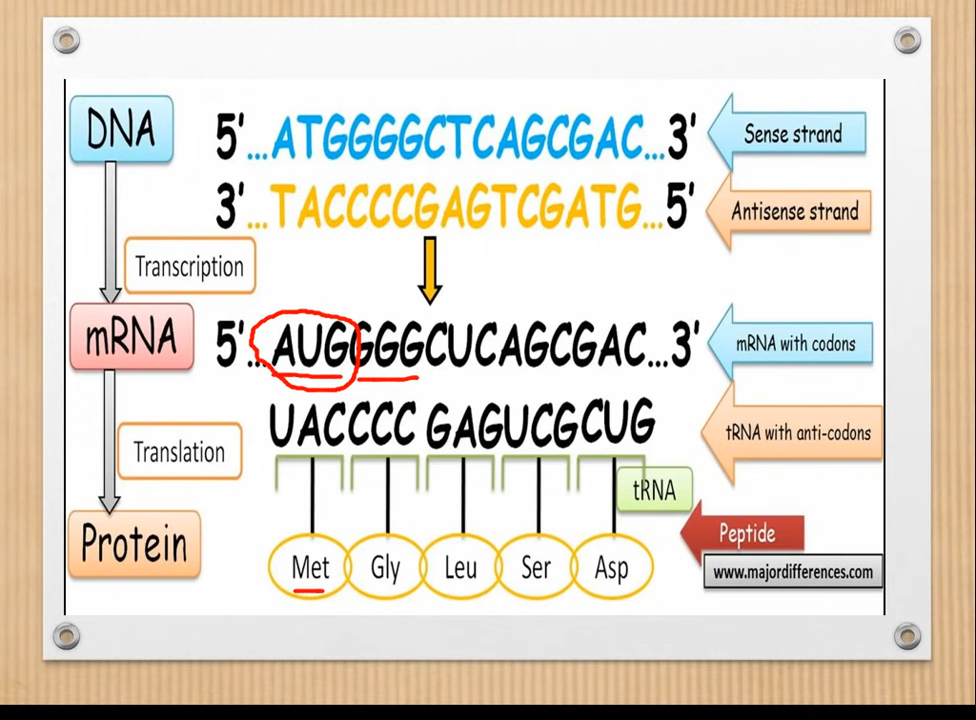 DNA
5'...ATGGGGCTCAGCGAC...3'
Sense strand
3'...TACCCCGAGTCGATG...5'
Antisense strand
Transcription
mRNA
5'...AUGGGGCUCAGCGAC...3'
mRNA with codons
UACCCC GAGUCGCUG
tRNA with anti-codons
Translation
tRNA
Protein
Met Gly Leu Ser Asp
Peptide
www.majordifferences.com